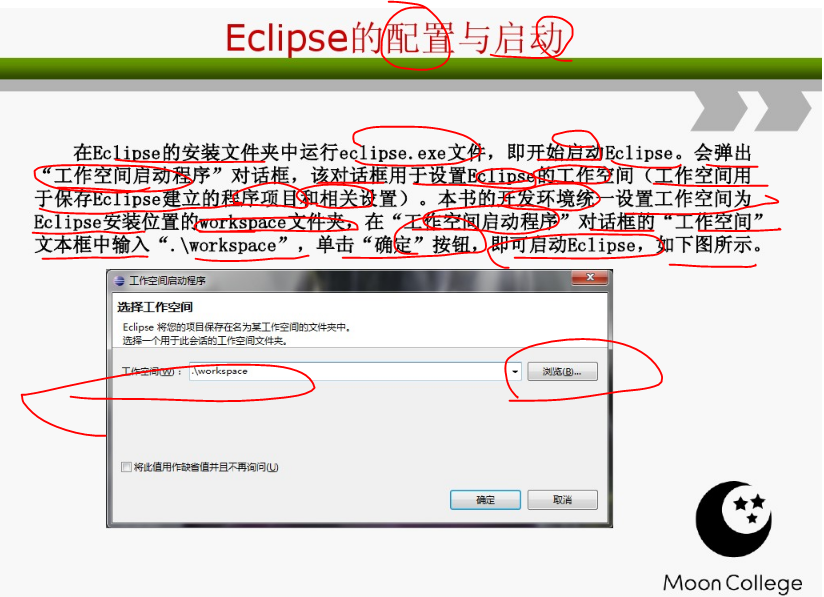 Eclipse的配置与启动
在Eclipse的安装文件夹中运行eclipse.exe文件，即开始启动Eclipse。会弹出
“工作空间启动程序”对话框，该对话框用于设置Eclipse的工作空间（工作空间用
于保存Eclipse建立的程序项目和相关设置）。本书的开发环境统一设置工作空间为
Eclipse安装位置的workspace文件夹，在“工作空间启动程序”对话框的“工作空间”
文本框中输入“.\workspace”，单击“确定”按钮，即可启动Eclipse，如下图所示。
工作空间启动程序
选择工作空间
Eclipse 将您的项目保存在名为某工作空间的文件夹中。
选择一个用于此会话的工作空间文件夹。
工作空间(W)： .\workspace 浏览(B)...
将此值用作缺省值并且不再询问(U)
确定 取消
Moon College